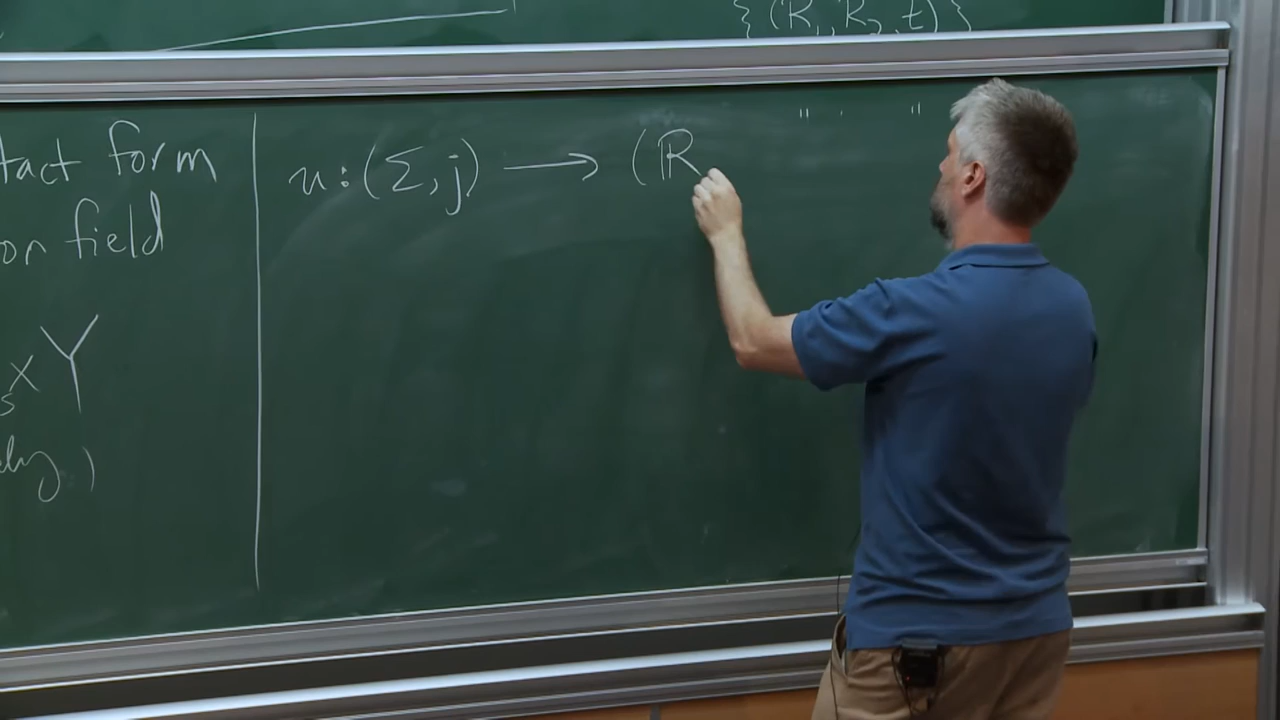 {(R₁, R₂, t)}
tact form
on field
s × Y
u : (Σ, j) ⟶ (ℝ